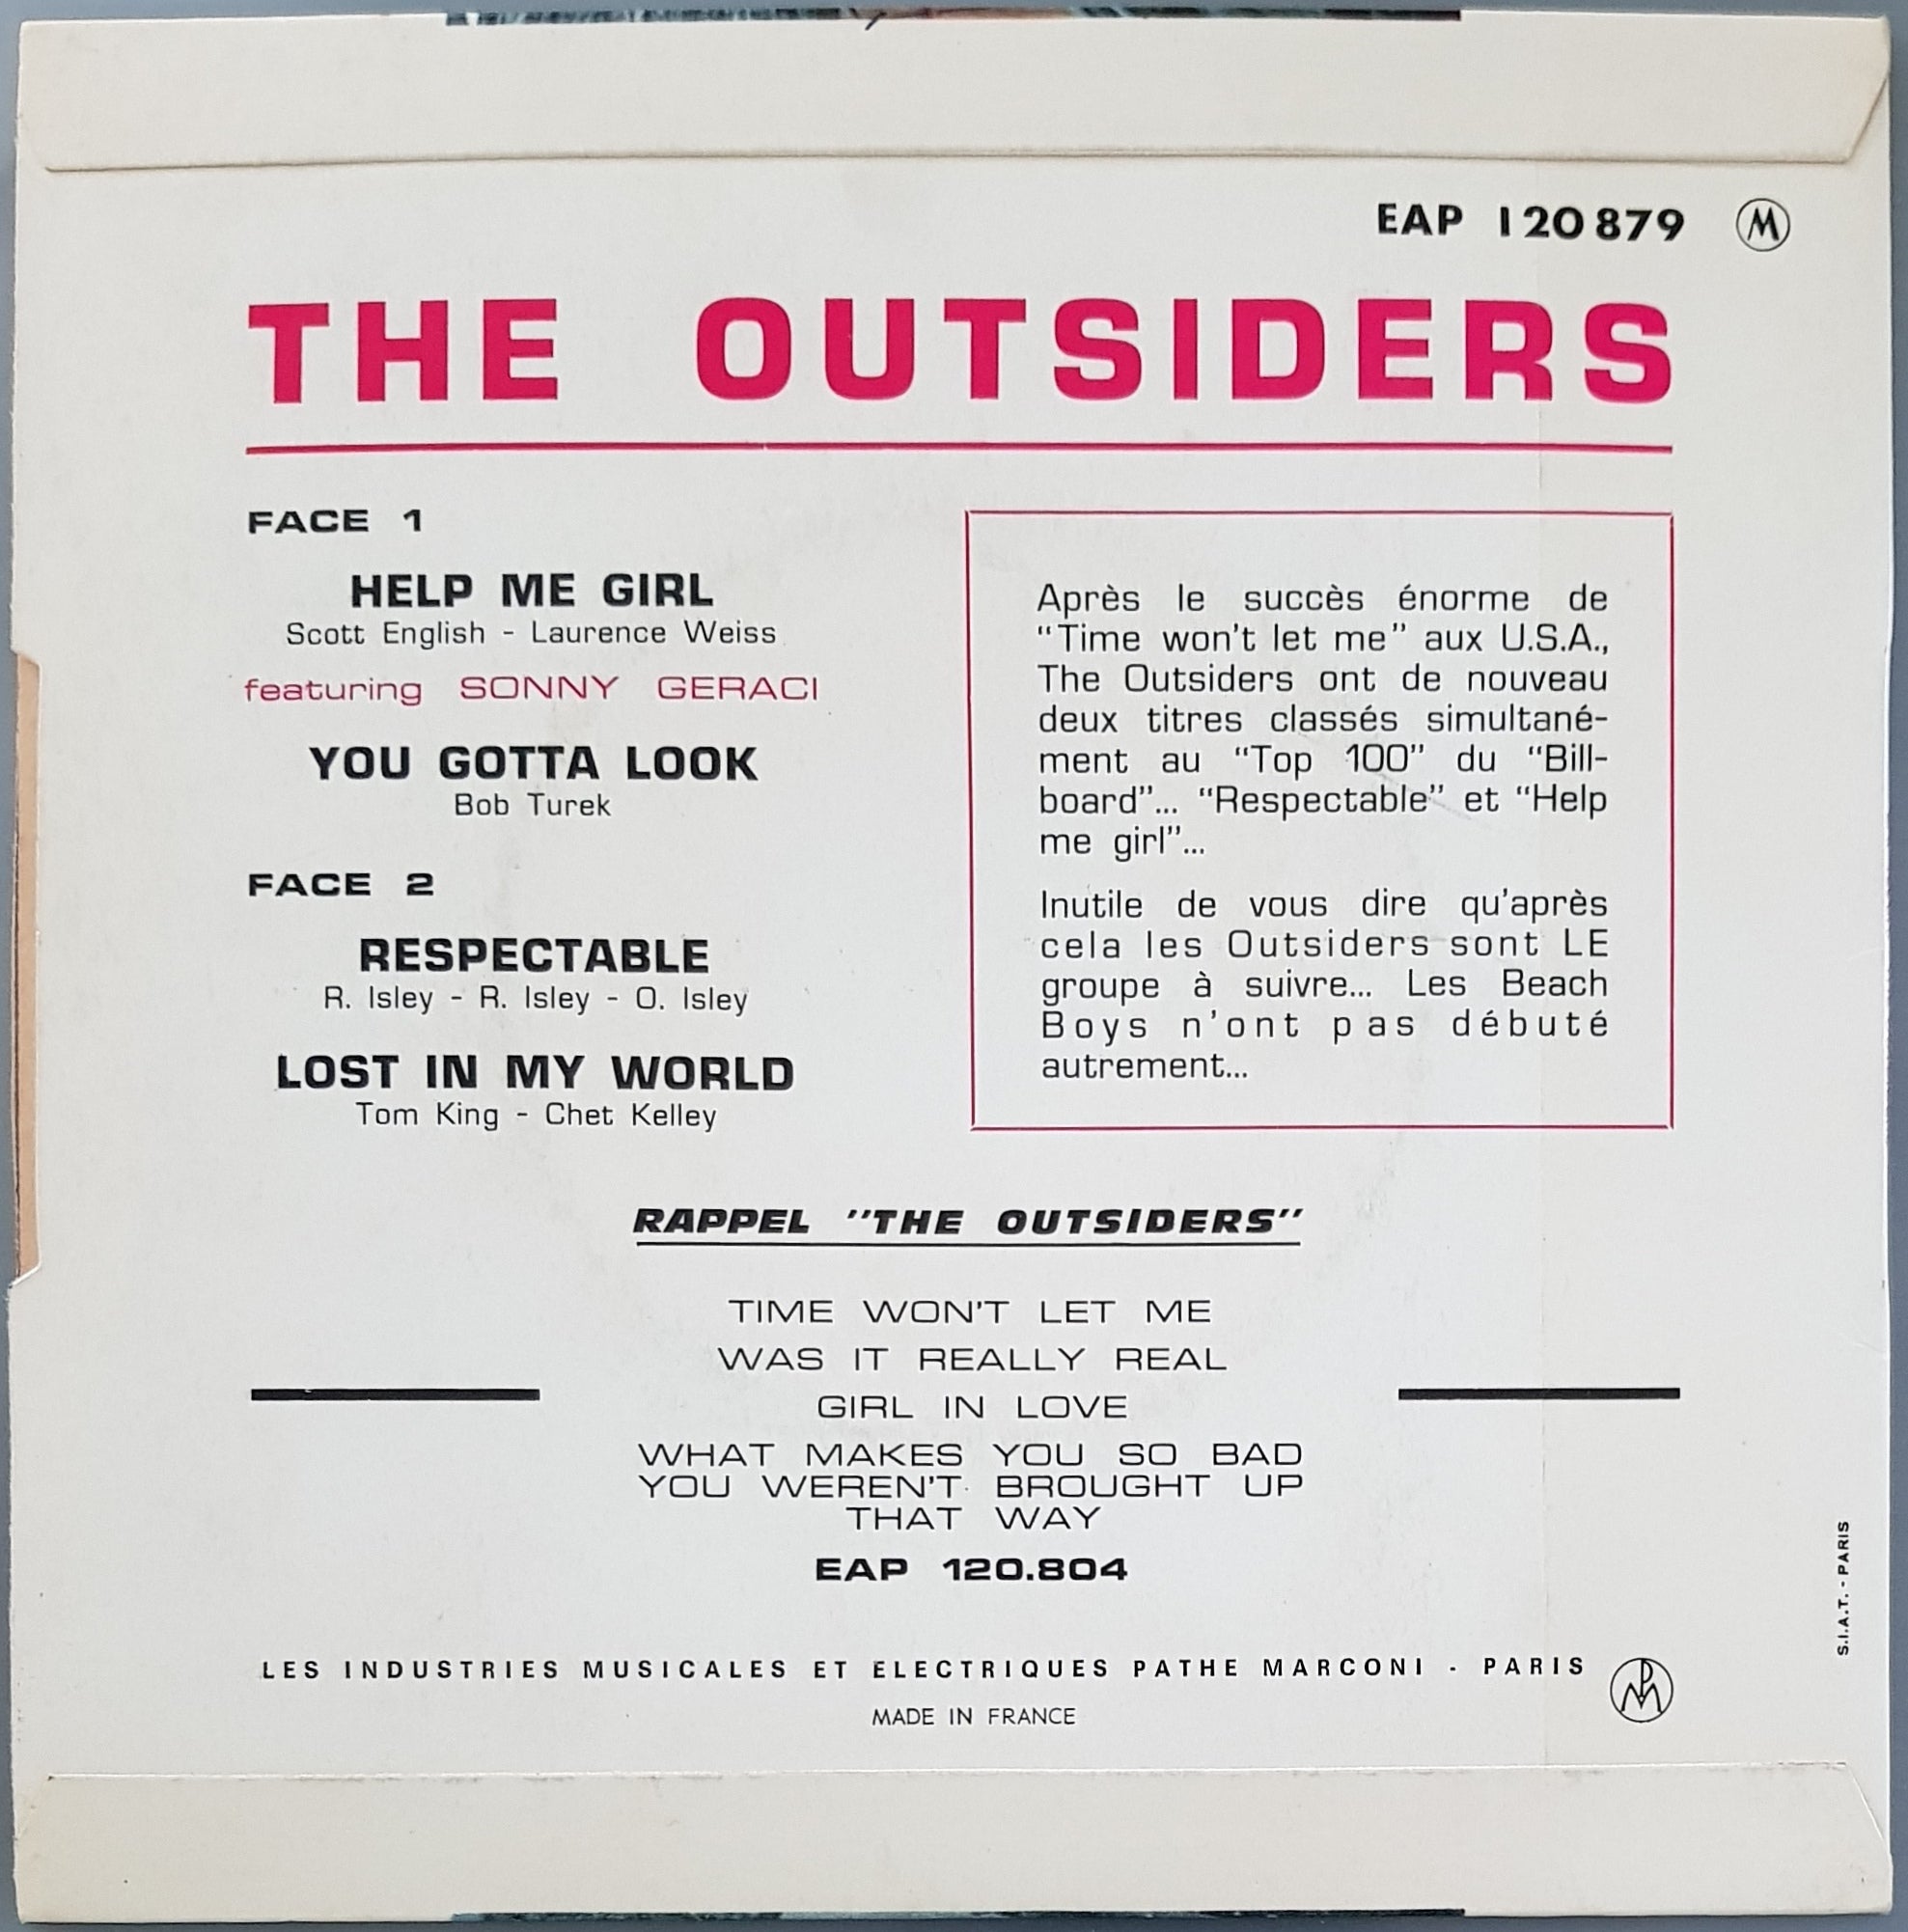 EAP 120879 M
THE OUTSIDERS
FACE 1
HELP ME GIRL
Scott English - Laurence Weiss
featuring SONNY GERACI
YOU GOTTA LOOK
Bob Turek
FACE 2
RESPECTABLE
R. Isley - R. Isley - O. Isley
LOST IN MY WORLD
Tom King - Chet Kelley
Après le succès énorme de
“Time won't let me” aux U.S.A.,
The Outsiders ont de nouveau
deux titres classés simultané-
ment au “Top 100” du “Bill-
board”... “Respectable” et “Help
me girl”...
Inutile de vous dire qu'après
cela les Outsiders sont LE
groupe à suivre... Les Beach
Boys n'ont pas débuté
autrement...
RAPPEL "THE OUTSIDERS"
TIME WON'T LET ME
WAS IT REALLY REAL
GIRL IN LOVE
WHAT MAKES YOU SO BAD
YOU WEREN'T BROUGHT UP
THAT WAY
EAP 120.804
LES INDUSTRIES MUSICALES ET ELECTRIQUES PATHE MARCONI - PARIS
MADE IN FRANCE
S.I.A.T. - PARIS